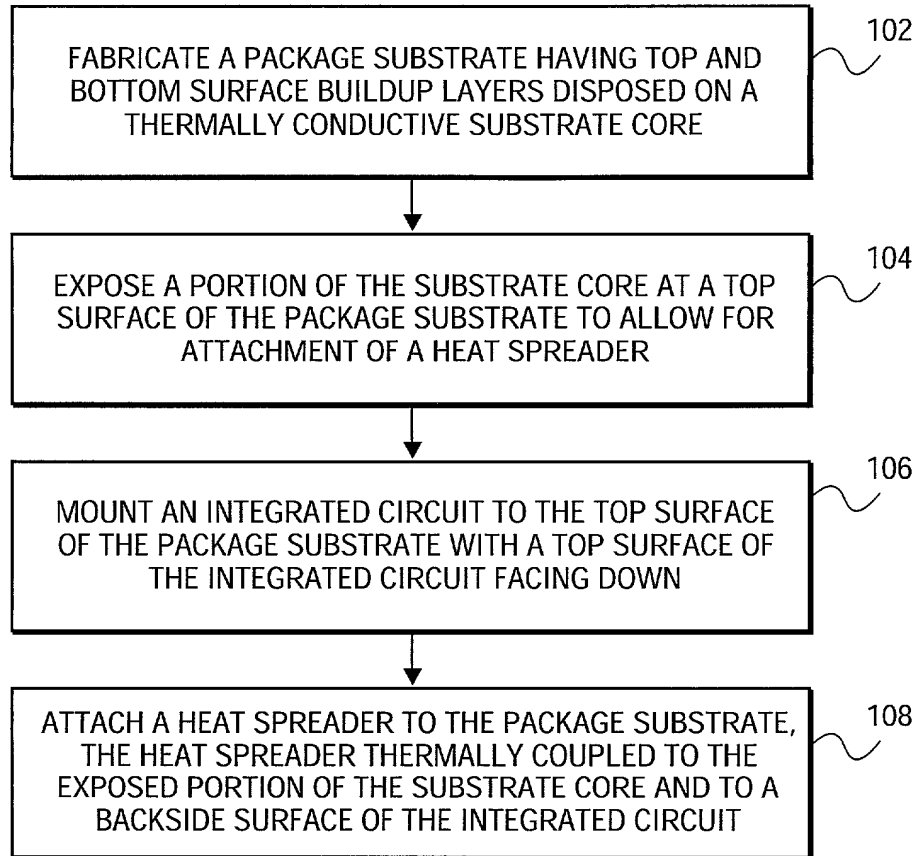 102
FABRICATE A PACKAGE SUBSTRATE HAVING TOP AND
BOTTOM SURFACE BUILDUP LAYERS DISPOSED ON A
THERMALLY CONDUCTIVE SUBSTRATE CORE
104
EXPOSE A PORTION OF THE SUBSTRATE CORE AT A TOP
SURFACE OF THE PACKAGE SUBSTRATE TO ALLOW FOR
ATTACHMENT OF A HEAT SPREADER
106
MOUNT AN INTEGRATED CIRCUIT TO THE TOP SURFACE
OF THE PACKAGE SUBSTRATE WITH A TOP SURFACE OF
THE INTEGRATED CIRCUIT FACING DOWN
108
ATTACH A HEAT SPREADER TO THE PACKAGE SUBSTRATE,
THE HEAT SPREADER THERMALLY COUPLED TO THE
EXPOSED PORTION OF THE SUBSTRATE CORE AND TO A
BACKSIDE SURFACE OF THE INTEGRATED CIRCUIT